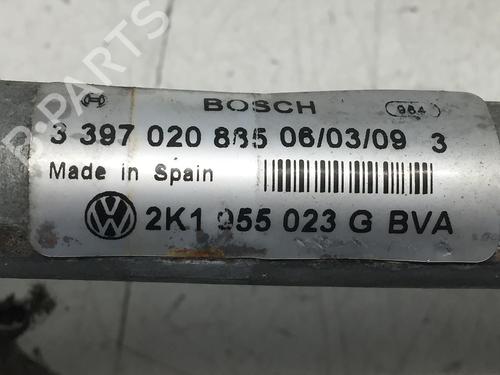 B-PARTS
BOSCH 984
3 397 020 885 06/03/09 3
Made in Spain
2K1 955 023 G BVA